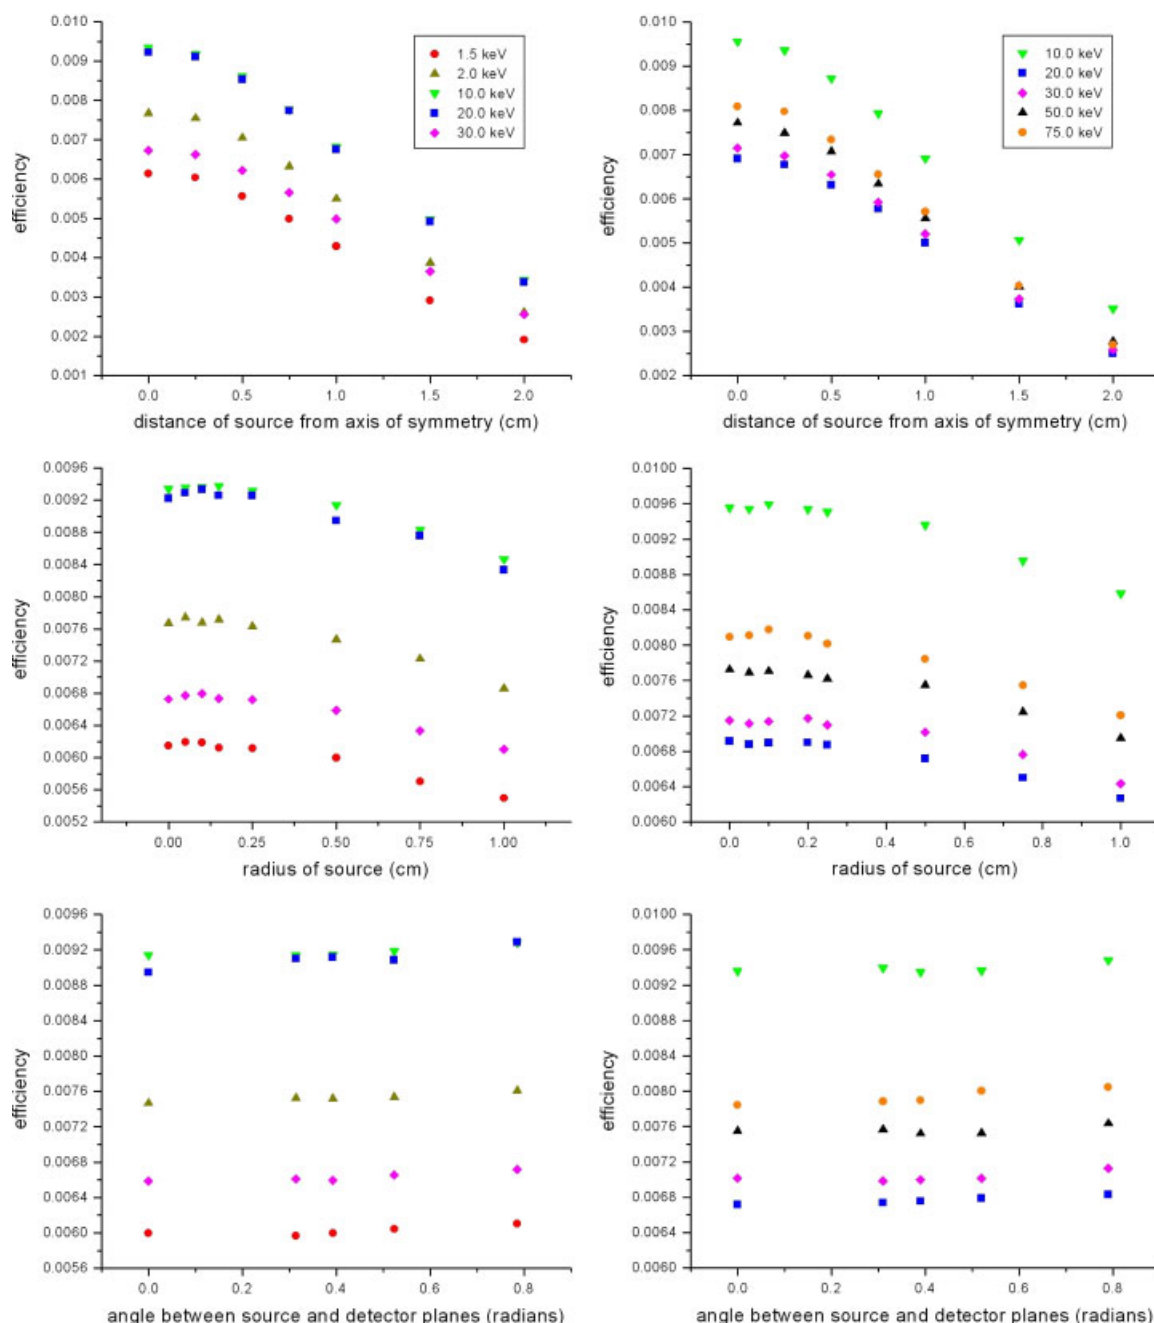 0.010
0.009
0.008
0.007
0.006
0.005
0.004
0.003
0.002
0.001
efficiency
1.5 keV
2.0 keV
10.0 keV
20.0 keV
30.0 keV
0.0 0.5 1.0 1.5 2.0
distance of source from axis of symmetry (cm)
0.010
0.009
0.008
0.007
0.006
0.005
0.004
0.003
0.002
efficiency
10.0 keV
20.0 keV
30.0 keV
50.0 keV
75.0 keV
0.0 0.5 1.0 1.5 2.0
distance of source from axis of symmetry (cm)
0.0096
0.0092
0.0088
0.0084
0.0080
0.0076
0.0072
0.0068
0.0064
0.0060
0.0056
0.0052
efficiency
0.00 0.25 0.50 0.75 1.00
radius of source (cm)
0.0100
0.0096
0.0092
0.0088
0.0084
0.0080
0.0076
0.0072
0.0068
0.0064
0.0060
efficiency
0.0 0.2 0.4 0.6 0.8 1.0
radius of source (cm)
0.0096
0.0092
0.0088
0.0084
0.0080
0.0076
0.0072
0.0068
0.0064
0.0060
0.0056
efficiency
0.0 0.2 0.4 0.6 0.8
angle between source and detector planes (radians)
0.0100
0.0096
0.0092
0.0088
0.0084
0.0080
0.0076
0.0072
0.0068
0.0064
0.0060
efficiency
0.0 0.2 0.4 0.6 0.8
angle between source and detector planes (radians)